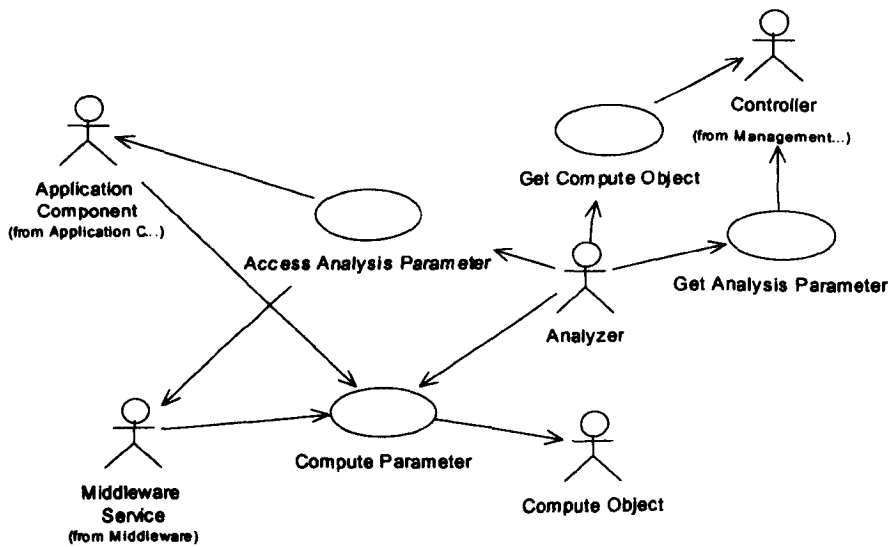 Controller
(from Management...)
Application
Component
(from Application C...)
Get Compute Object
Access Analysis Parameter
Get Analysis Parameter
Analyzer
Compute Parameter
Middleware
Service
(from Middleware)
Compute Object